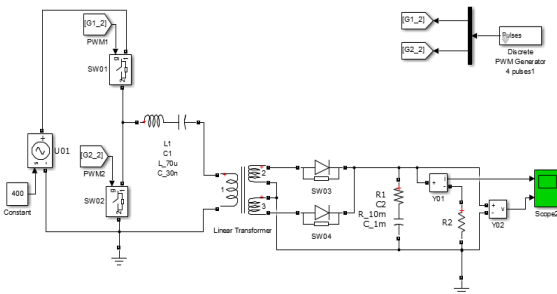 [G1_2]
PWM1
SW01
[G1_2]
[G2_2]
Pulses
Discrete
PWM Generator
4 pulses1
U01
400
Constant
[G2_2]
PWM2
SW02
L1
C1
L_70u
C_30n
1
2
3
Linear Transformer
SW03
SW04
R1
C2
R_10m
C_1m
Y01
R2
Y02
Scope2